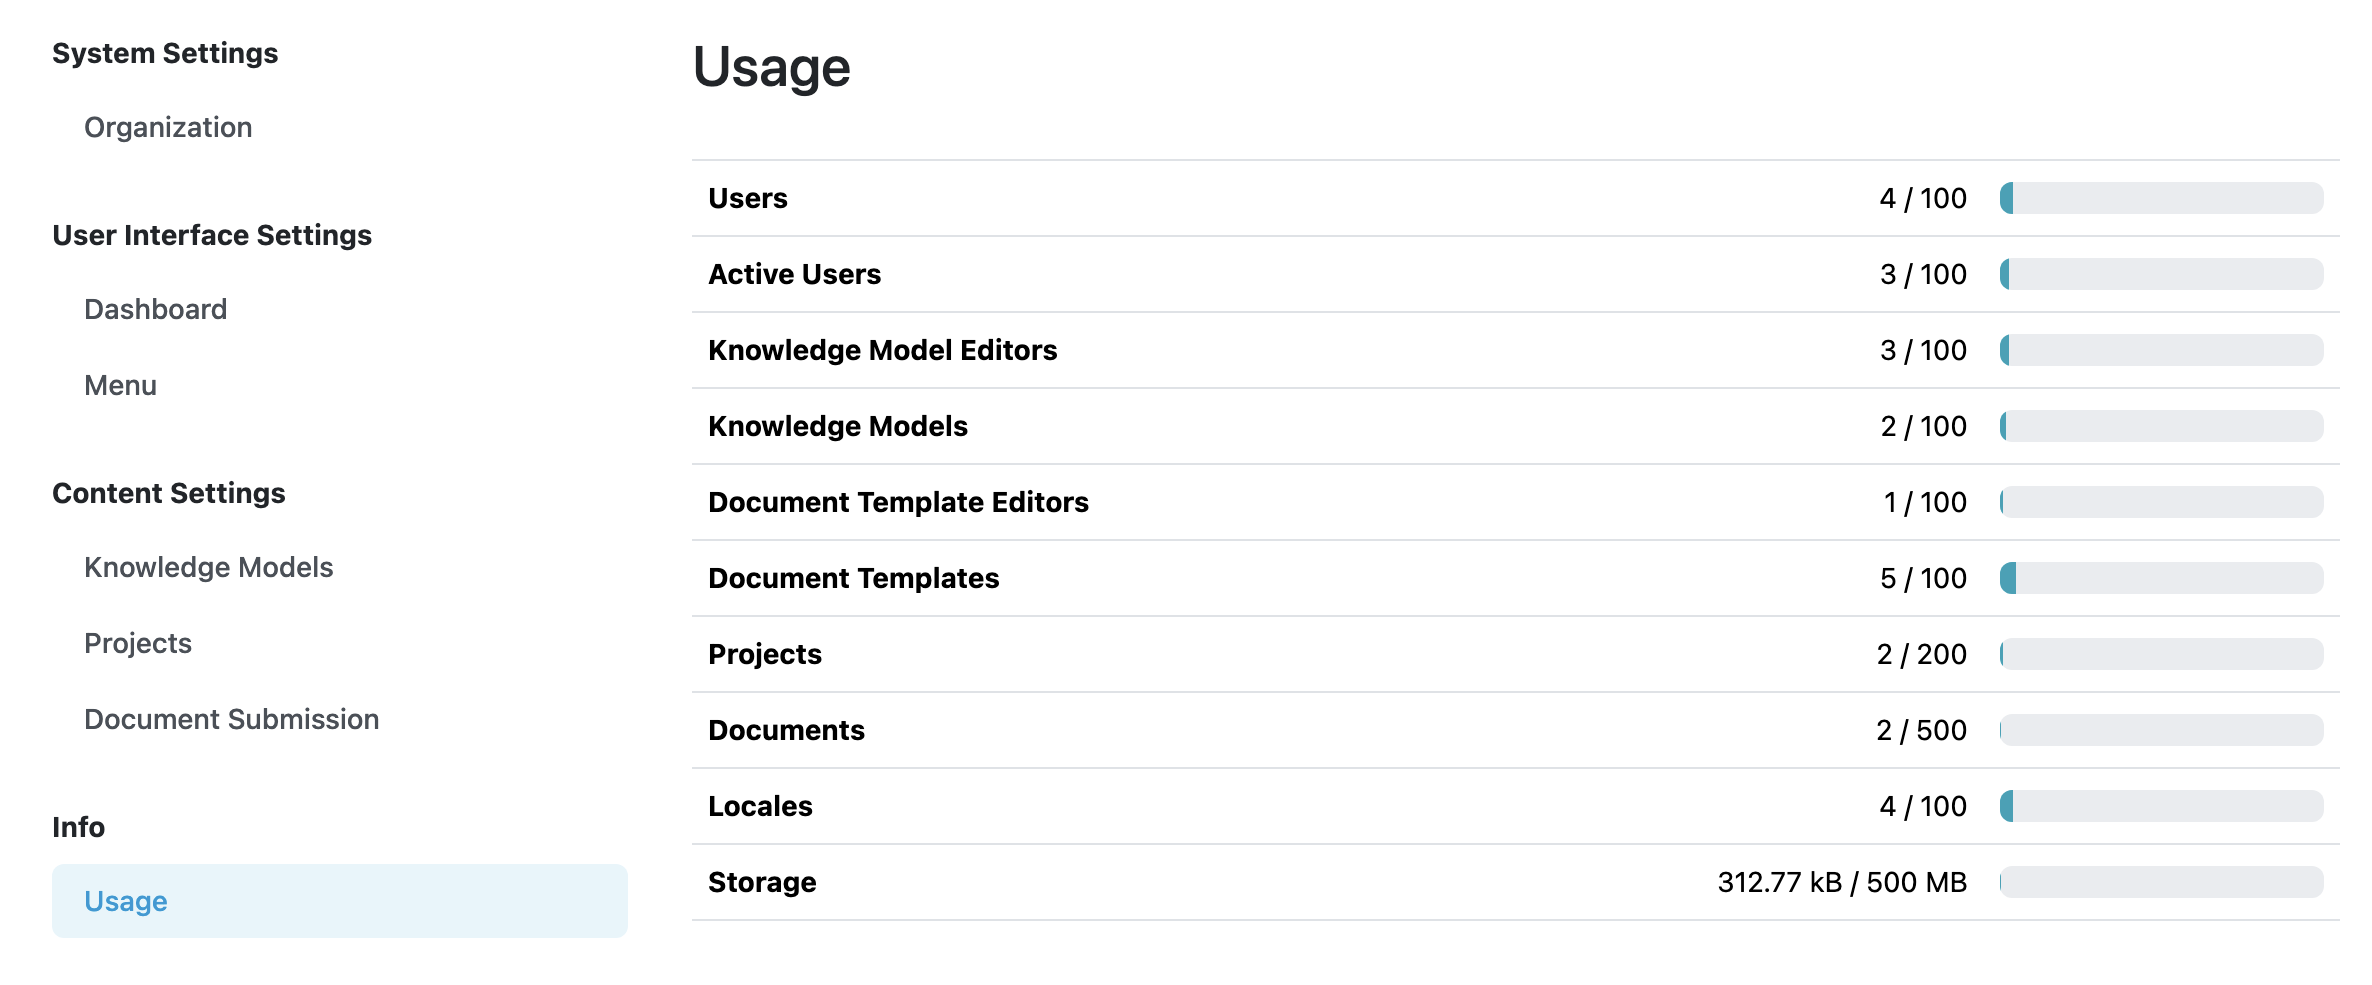 System Settings
Organization
User Interface Settings
Dashboard
Menu
Content Settings
Knowledge Models
Projects
Document Submission
Info
Usage
Usage
Users 4 / 100
Active Users 3 / 100
Knowledge Model Editors 3 / 100
Knowledge Models 2 / 100
Document Template Editors 1 / 100
Document Templates 5 / 100
Projects 2 / 200
Documents 2 / 500
Locales 4 / 100
Storage 312.77 kB / 500 MB